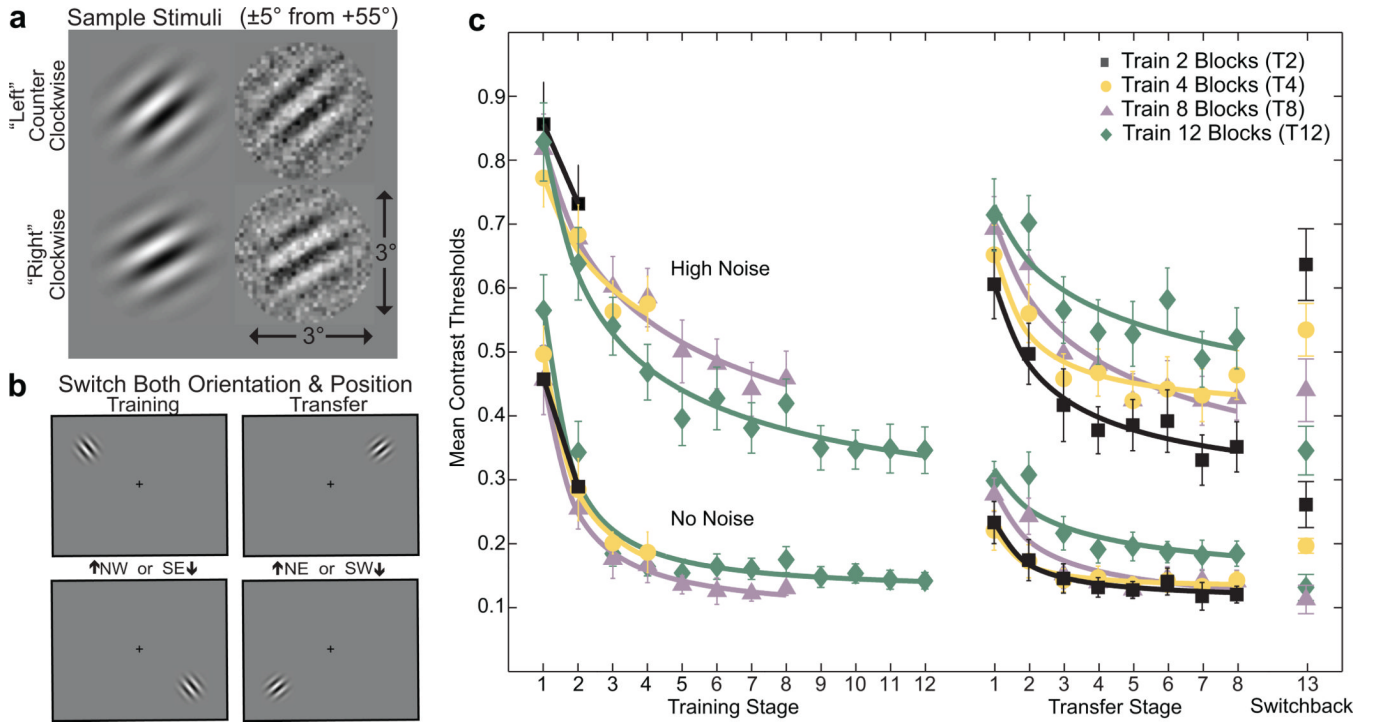 a
Sample Stimuli (±5° from +55°)
"Left"
Counter
Clockwise
"Right"
Clockwise
3°
3°
b
Switch Both Orientation & Position
Training Transfer
+ +
NW or SE NE or SW
+ +
c
Train 2 Blocks (T2)
Train 4 Blocks (T4)
Train 8 Blocks (T8)
Train 12 Blocks (T12)
Mean Contrast Thresholds
0.9
0.8
0.7
0.6
0.5
0.4
0.3
0.2
0.1
High Noise
No Noise
1 2 3 4 5 6 7 8 9 10 11 12 1 2 3 4 5 6 7 8 13
Training Stage Transfer Stage Switchback